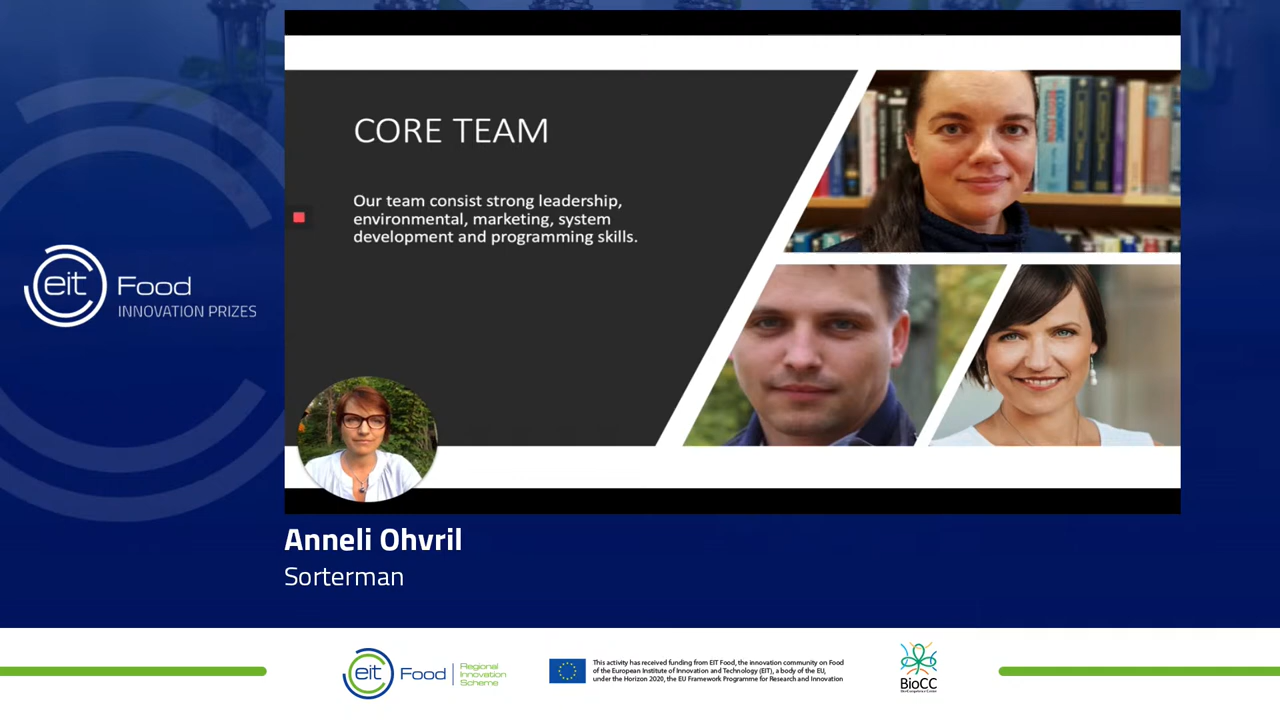 CORE TEAM
Our team consist strong leadership,
environmental, marketing, system
development and programming skills.
eit Food
INNOVATION PRIZES
Anneli Ohvril
Sorterman
eit Food
Regional
Innovation
Scheme
This activity has received funding from EIT Food, the innovation community on Food
of the European Institute of Innovation and Technology (EIT), a body of the EU,
under the Horizon 2020, the EU Framework Programme for Research and Innovation
BioCC